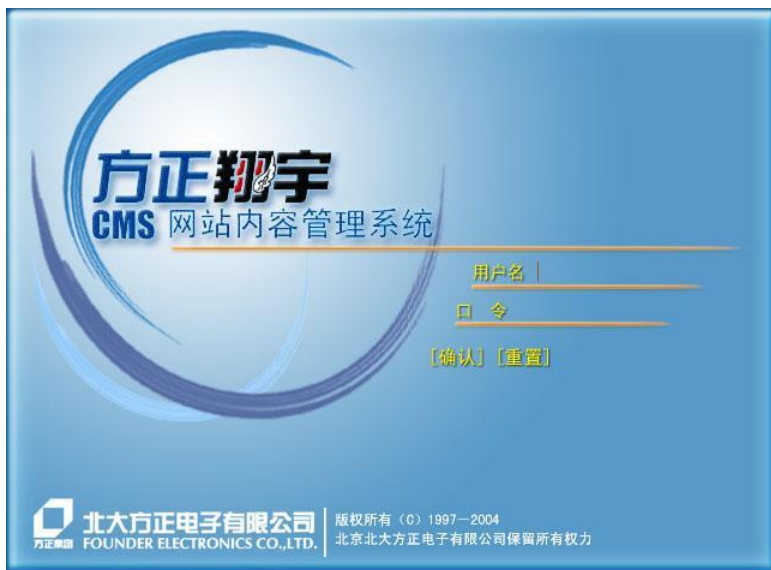 方正翔宇
CMS 网站内容管理系统
用户名
口 令
[确认] [重置]
方正集团
北大方正电子有限公司
FOUNDER ELECTRONICS CO.,LTD.
版权所有（C）1997—2004
北京北大方正电子有限公司保留所有权力